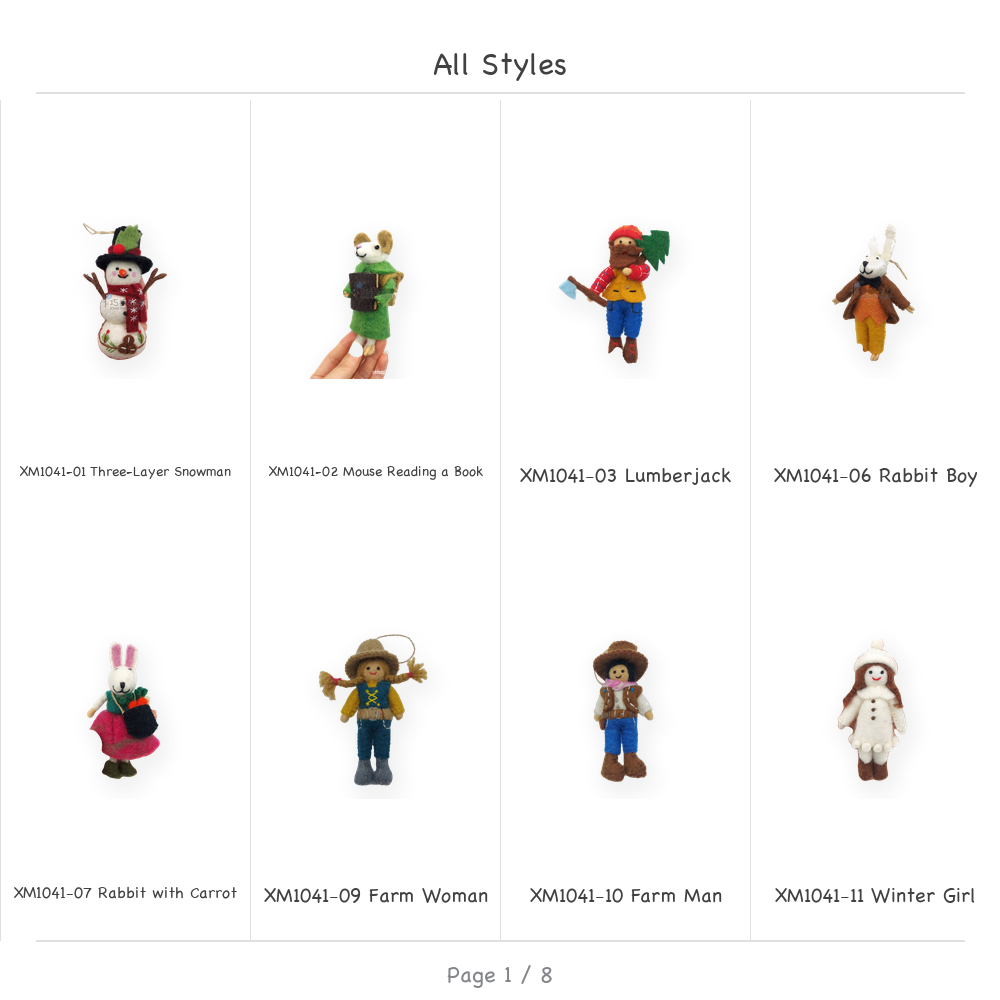 All Styles
XM1041-01 Three-Layer Snowman
XM1041-02 Mouse Reading a Book
XM1041-03 Lumberjack
XM1041-06 Rabbit Boy
XM1041-07 Rabbit with Carrot
XM1041-09 Farm Woman
XM1041-10 Farm Man
XM1041-11 Winter Girl
Page 1 / 8